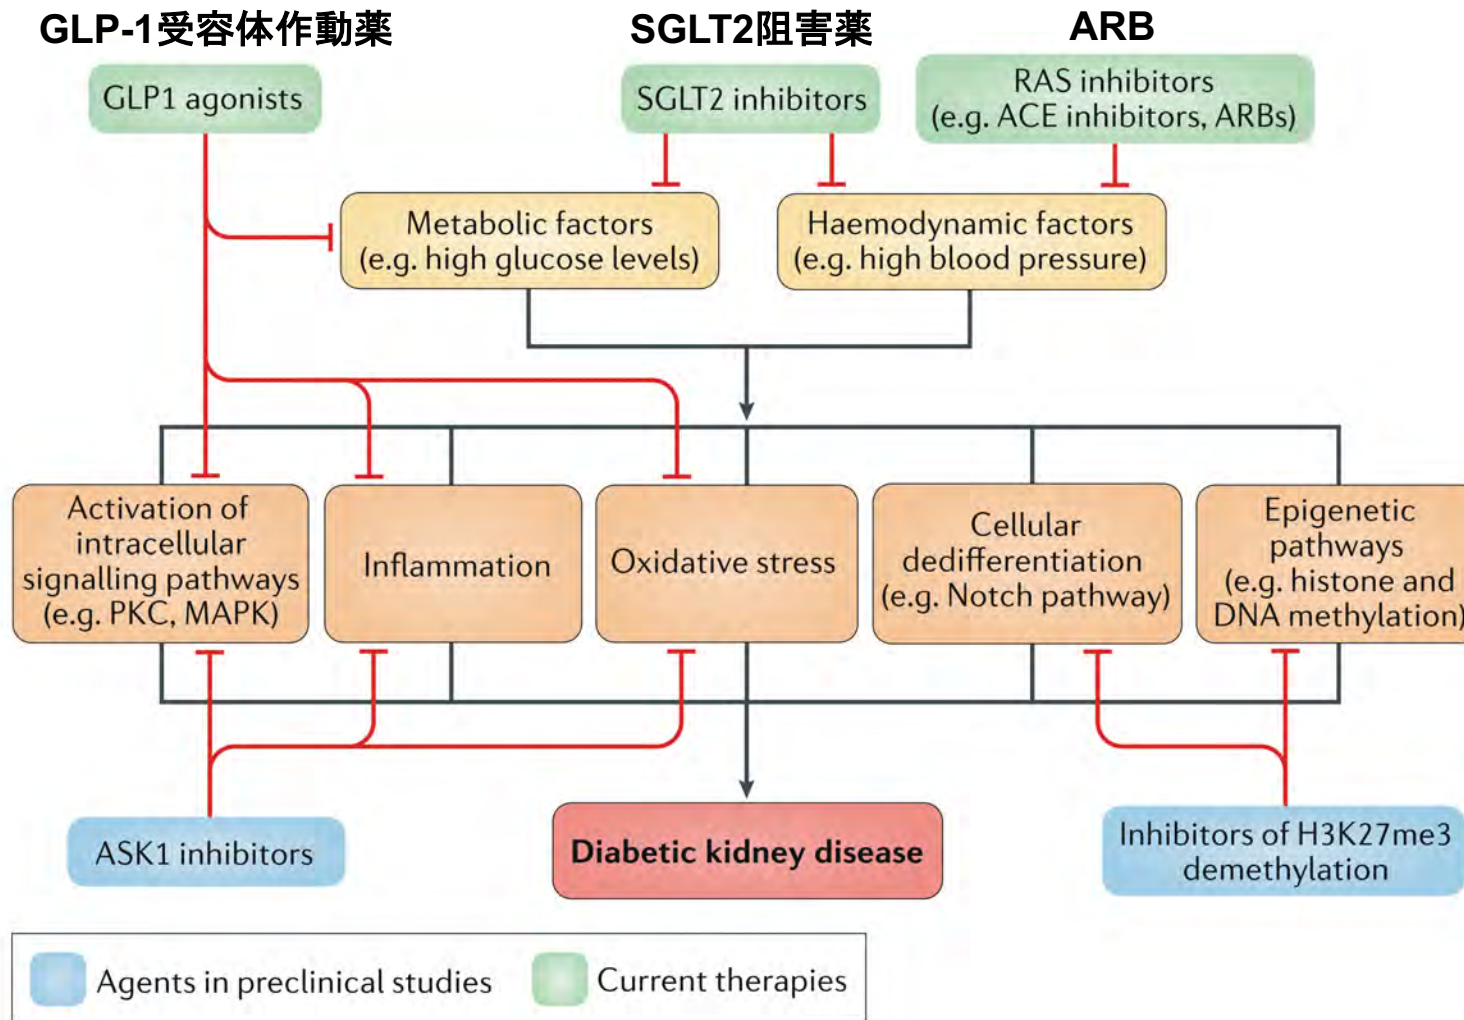 GLP-1受容体作動薬
SGLT2阻害薬
ARB
GLP1 agonists
SGLT2 inhibitors
RAS inhibitors
(e.g. ACE inhibitors, ARBs)
Metabolic factors
(e.g. high glucose levels)
Haemodynamic factors
(e.g. high blood pressure)
Activation of
intracellular
signalling pathways
(e.g. PKC, MAPK)
Inflammation
Oxidative stress
Cellular
dedifferentiation
(e.g. Notch pathway)
Epigenetic
pathways
(e.g. histone and
DNA methylation)
ASK1 inhibitors
Diabetic kidney disease
Inhibitors of H3K27me3
demethylation
Agents in preclinical studies
Current therapies